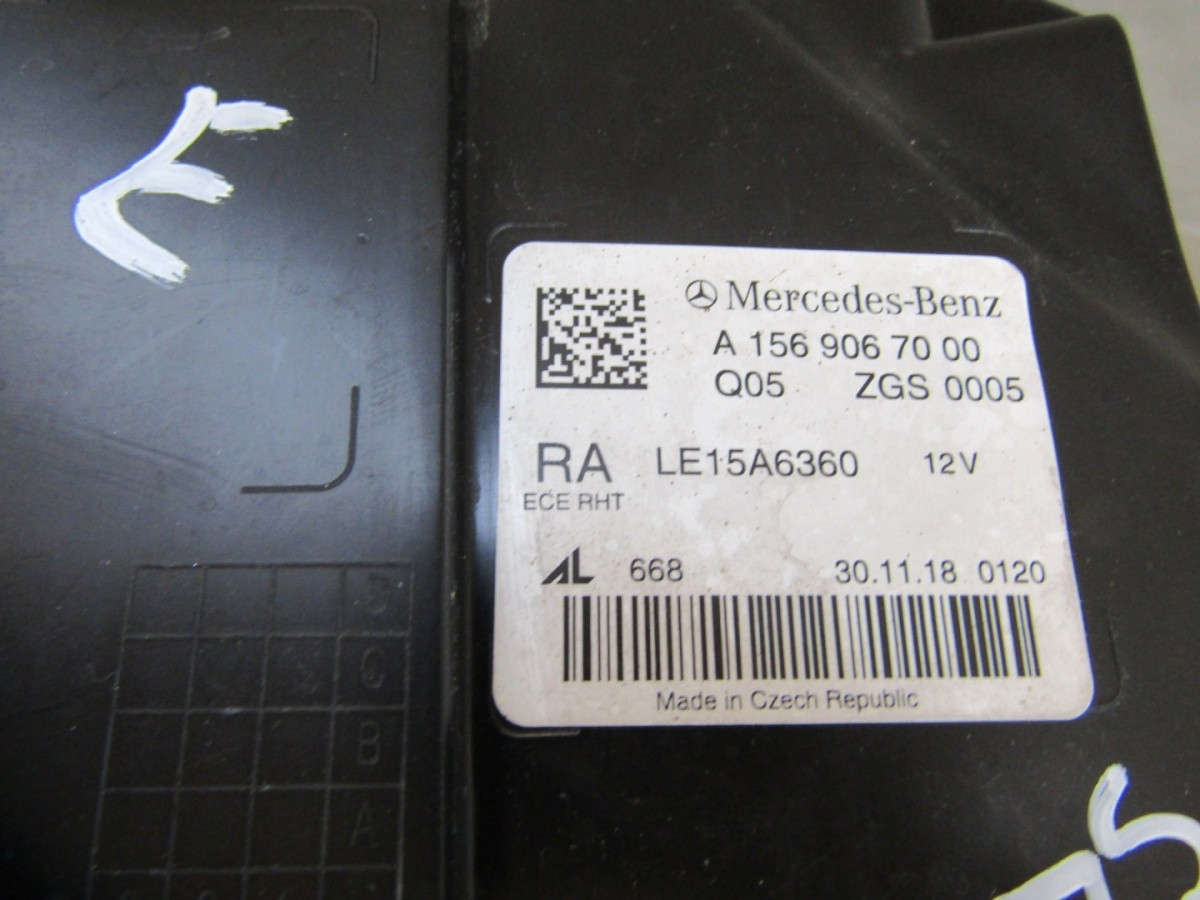 Mercedes-Benz
A 156 906 70 00
Q05 ZGS 0005
RA LE15A6360 12V
ECE RHT
AL 668 30.11.18 0120
Made in Czech Republic
D
C
B
A